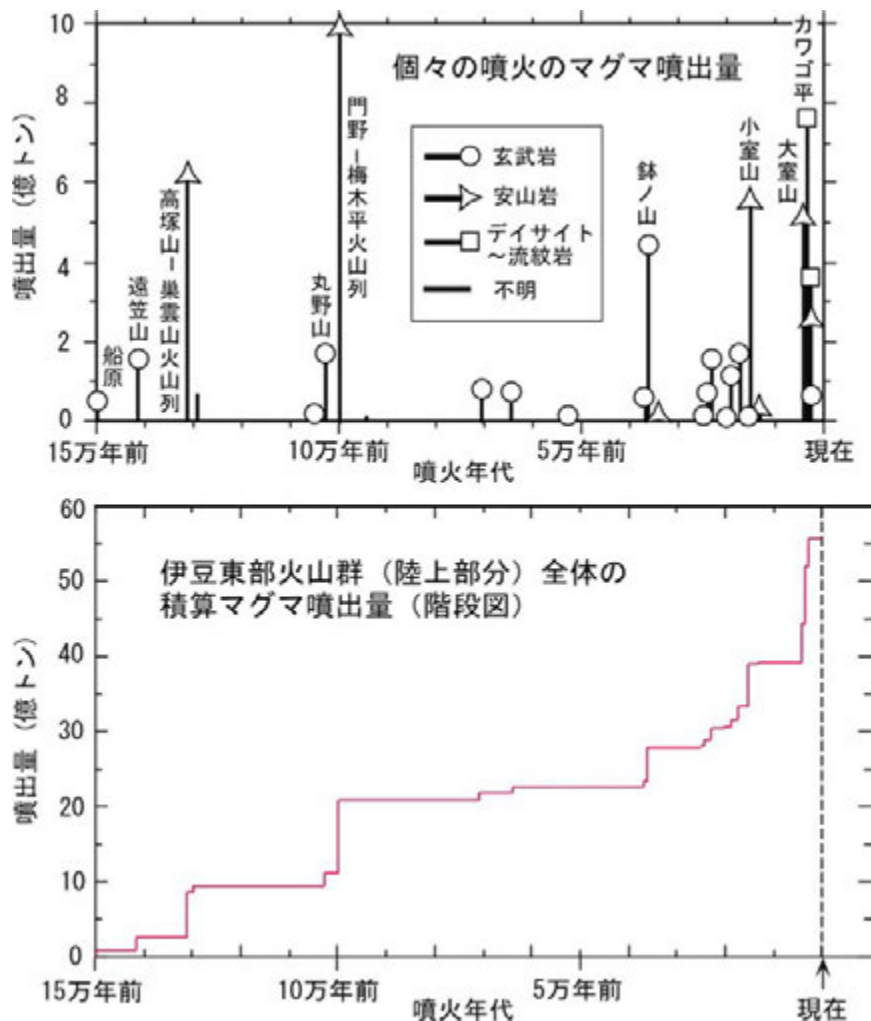 個々の噴火のマグマ噴出量
噴出量（億トン）
10
8
6
4
2
0
船原
遠笠山
高塚山−巣雲山火山列
丸野山
門野−梅木平火山列
玄武岩
安山岩
デイサイト
～流紋岩
不明
鉢ノ山
小室山
大室山
カワゴ平
15万年前
10万年前
5万年前
現在
噴火年代
伊豆東部火山群（陸上部分）全体の
積算マグマ噴出量（階段図）
噴出量（億トン）
60
50
40
30
20
10
0
15万年前
10万年前
5万年前
現在
噴火年代